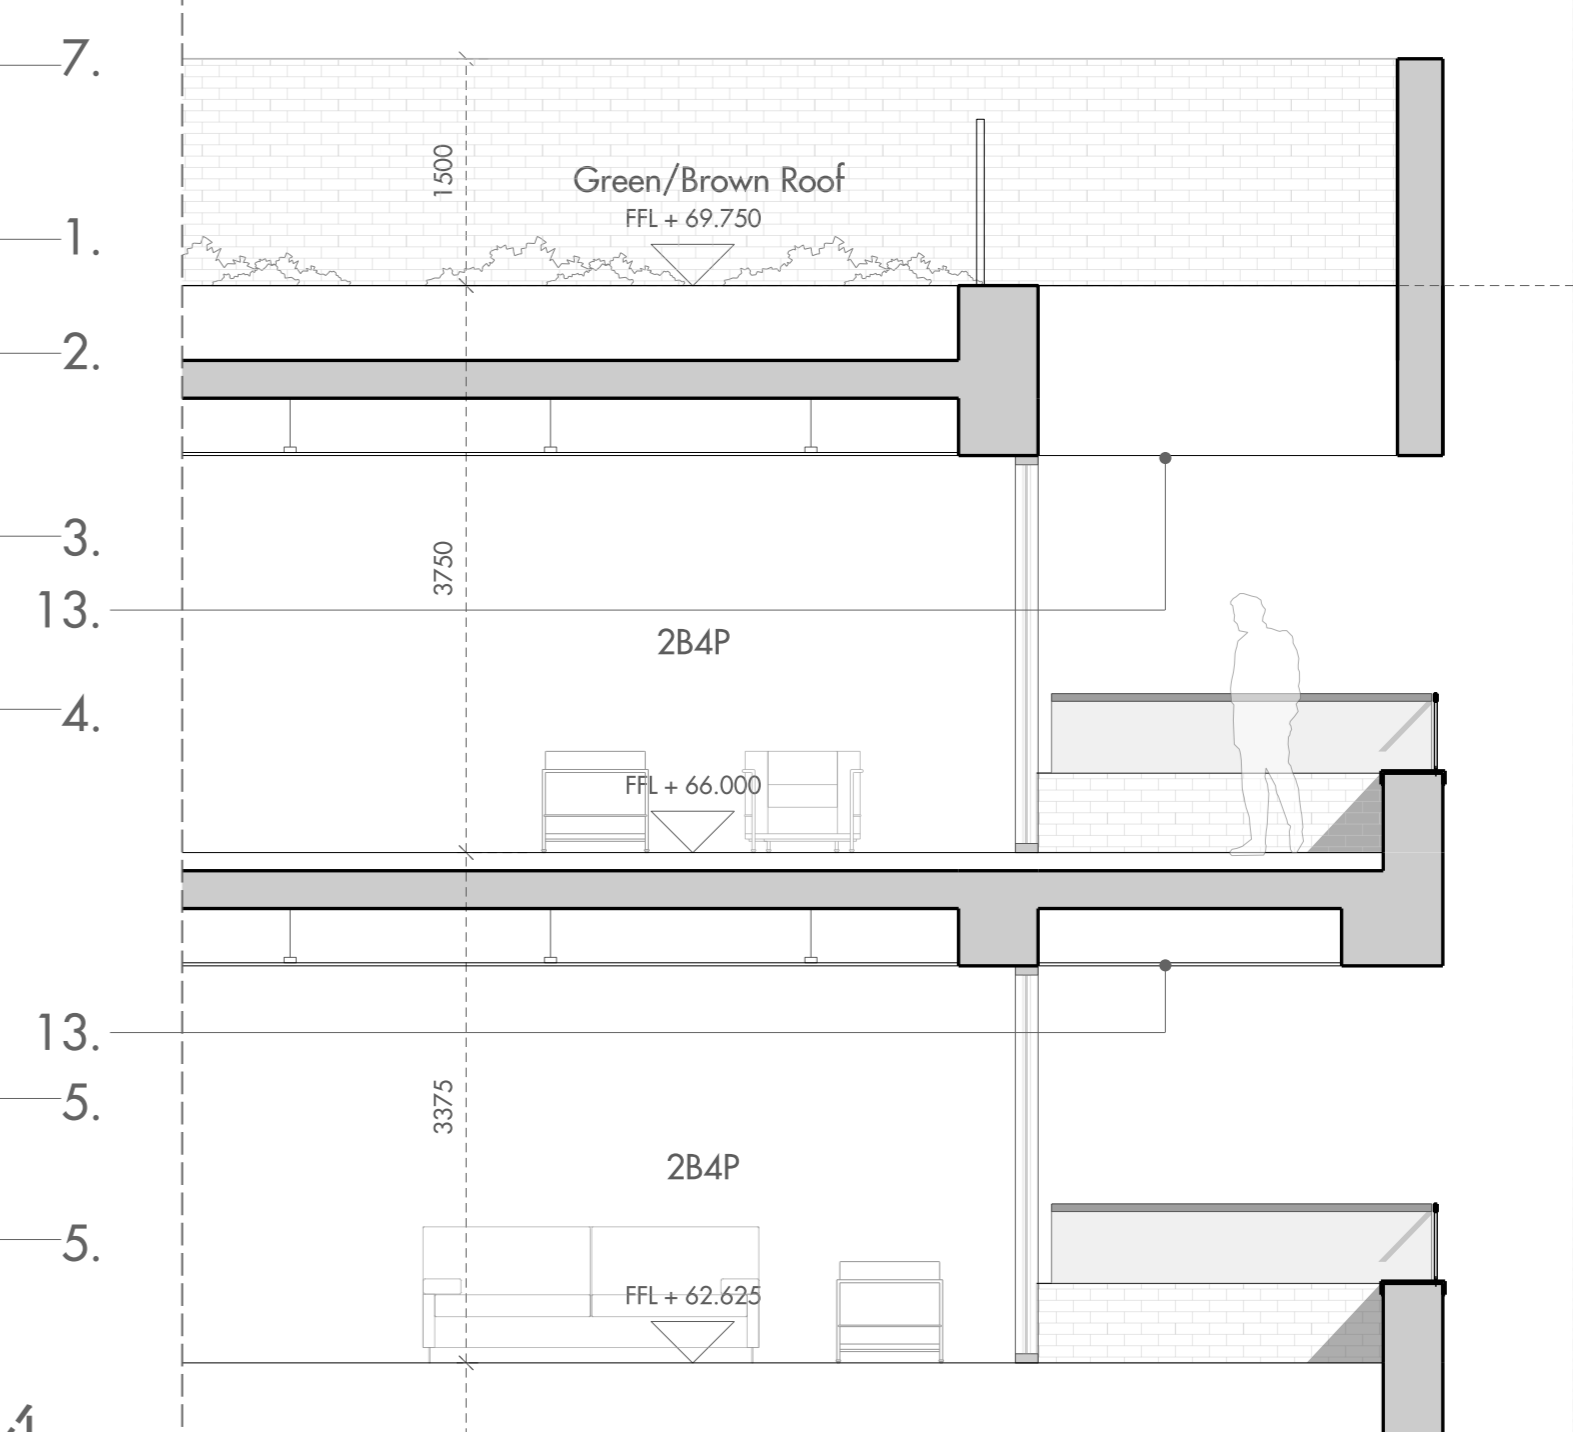 7.
1500
Green/Brown Roof
FFL + 69.750
1.
2.
3.
3750
13.
2B4P
4.
FFL + 66.000
13.
5.
3375
2B4P
5.
FFL + 62.625